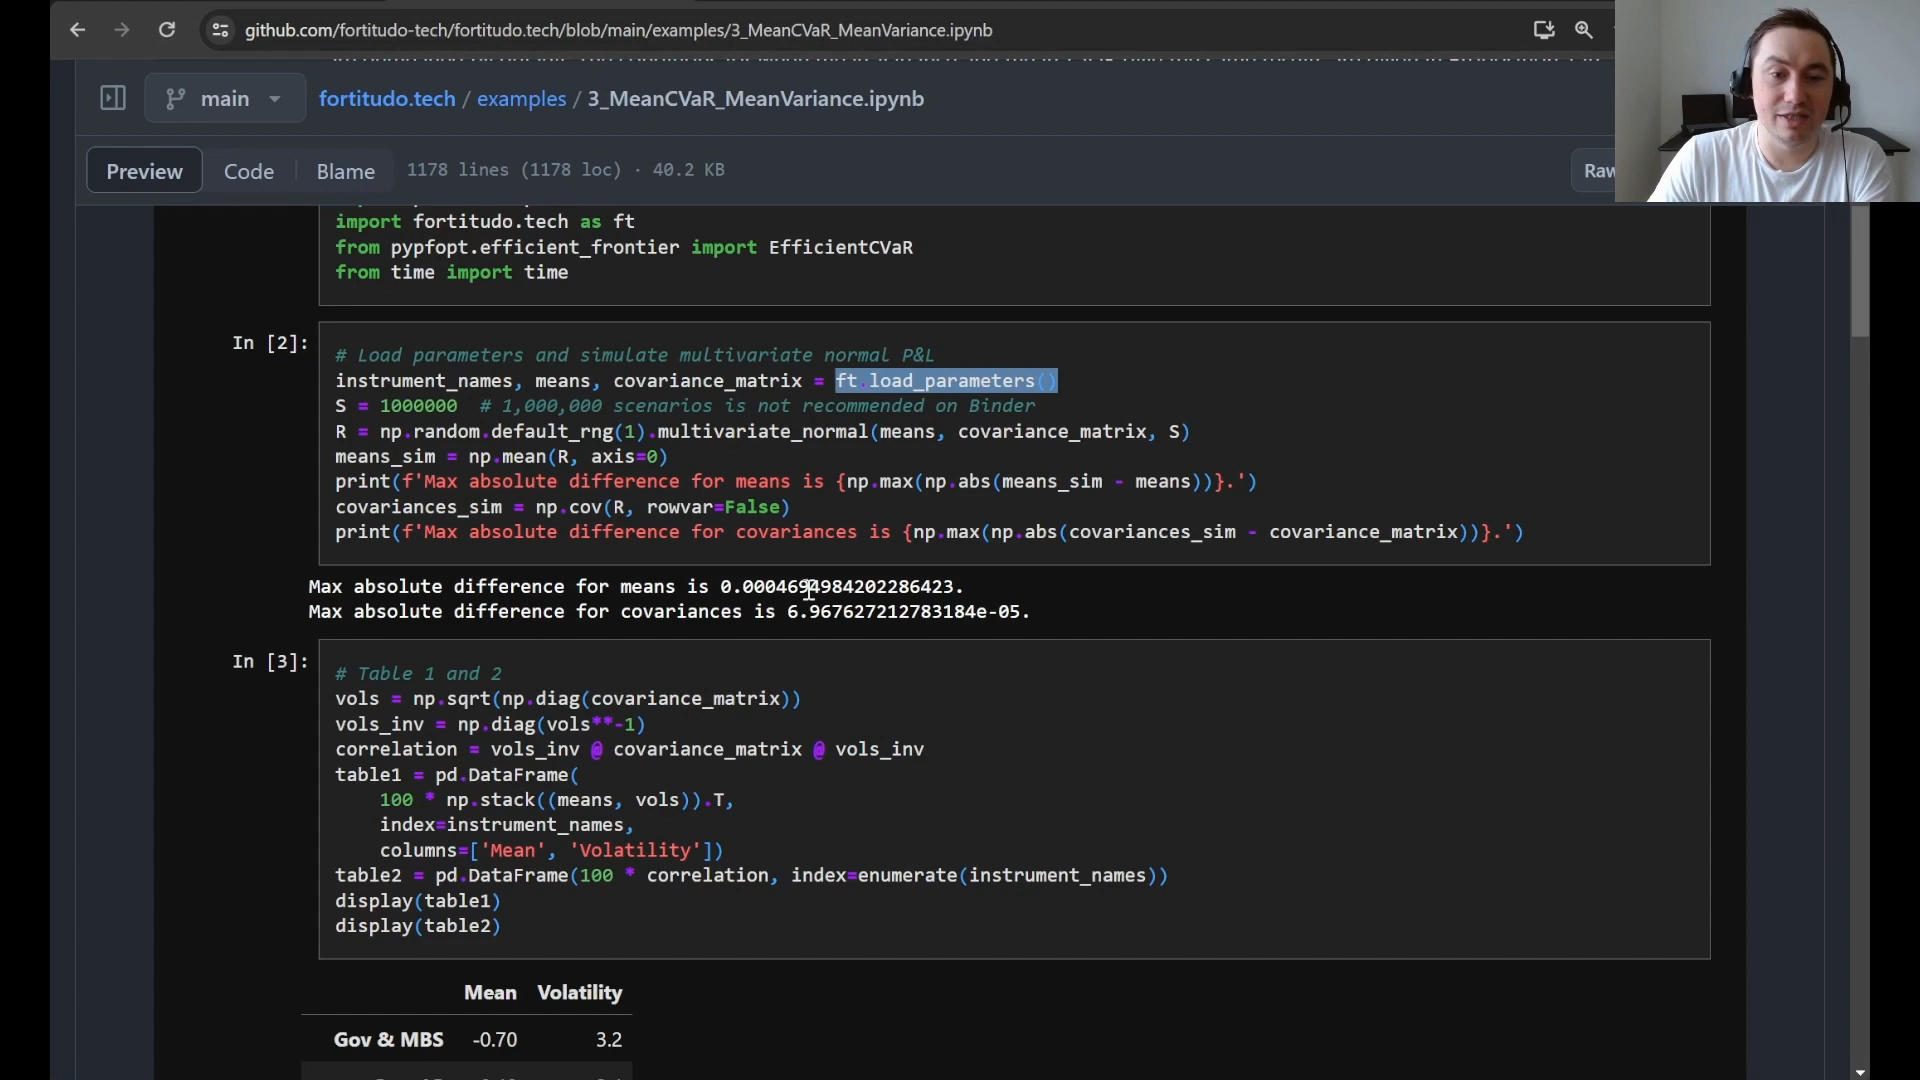 github.com/fortitudo-tech/fortitudo.tech/blob/main/examples/3_MeanCVaR_MeanVariance.ipynb
main fortitudo.tech / examples / 3_MeanCVaR_MeanVariance.ipynb
Preview Code Blame 1178 lines (1178 loc) · 40.2 KB Raw
import fortitudo.tech as ft
from pypfopt.efficient_frontier import EfficientCVaR
from time import time
In [2]:
# Load parameters and simulate multivariate normal P&L
instrument_names, means, covariance_matrix = ft.load_parameters()
S = 1000000  # 1,000,000 scenarios is not recommended on Binder
R = np.random.default_rng(1).multivariate_normal(means, covariance_matrix, S)
means_sim = np.mean(R, axis=0)
print(f'Max absolute difference for means is {np.max(np.abs(means_sim - means))}.')
covariances_sim = np.cov(R, rowvar=False)
print(f'Max absolute difference for covariances is {np.max(np.abs(covariances_sim - covariance_matrix))}.')
Max absolute difference for means is
Max absolute difference for covariances is 6.967627212783184e-05.
In [3]:
# Table 1 and 2
vols = np.sqrt(np.diag(covariance_matrix))
vols_inv = np.diag(vols**-1)
correlation = vols_inv @ covariance_matrix @ vols_inv
table1 = pd.DataFrame(
    100 * np.stack((means, vols)).T,
    index=instrument_names,
    columns=['Mean', 'Volatility'])
table2 = pd.DataFrame(100 * correlation, index=enumerate(instrument_names))
display(table1)
display(table2)
Mean Volatility
Gov & MBS -0.70 3.2